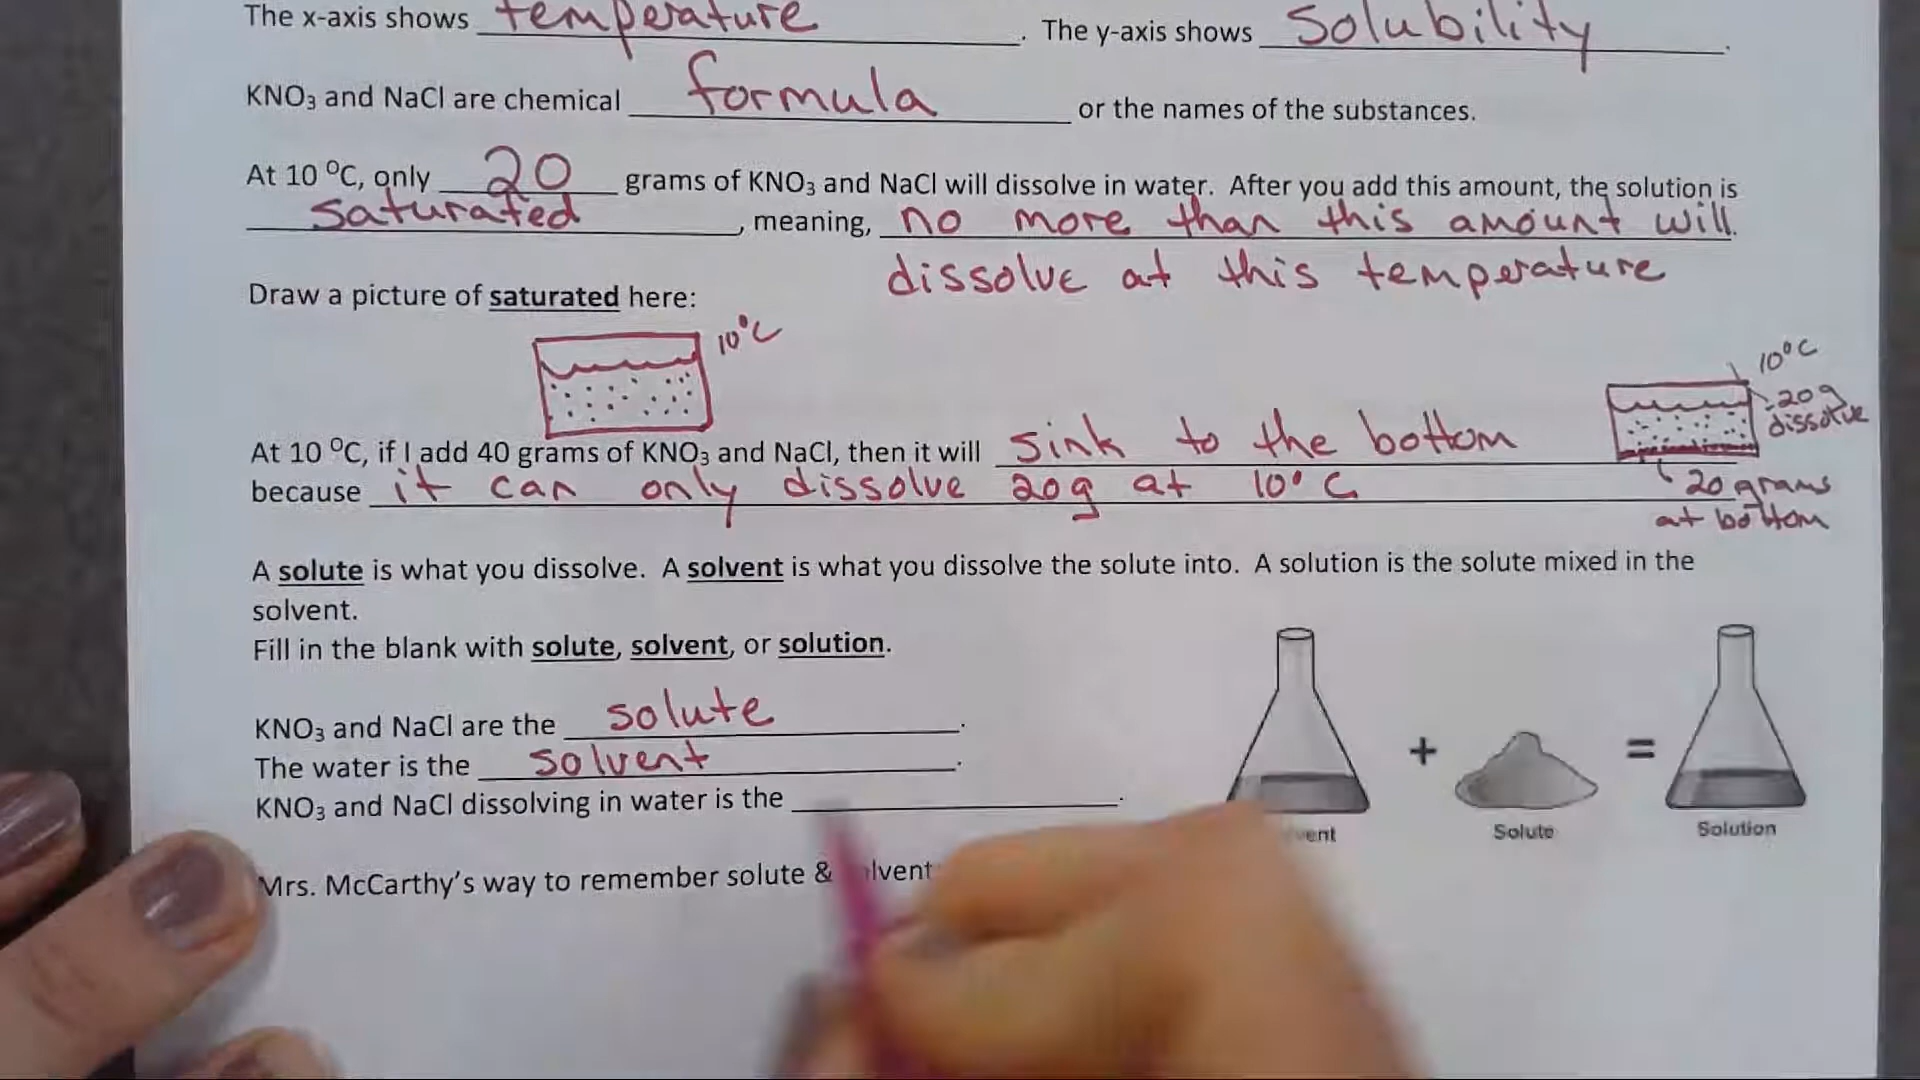 The x-axis shows temperature. The y-axis shows solubility.
KNO₃ and NaCl are chemical formula or the names of the substances.
At 10 ⁰C, only 20 grams of KNO₃ and NaCl will dissolve in water. After you add this amount, the solution is
saturated, meaning, no more than this amount will.
dissolve at this temperature
Draw a picture of saturated here:
10°C
10°C
20g
dissolve
At 10 ⁰C, if I add 40 grams of KNO₃ and NaCl, then it will sink to the bottom
because it can only dissolve 20g at 10°C
20 grams
at bottom
A solute is what you dissolve. A solvent is what you dissolve the solute into. A solution is the solute mixed in the
solvent.
Fill in the blank with solute, solvent, or solution.
KNO₃ and NaCl are the solute.
The water is the solvent.
KNO₃ and NaCl dissolving in water is the .
+ =
Solute
Solution
Mrs. McCarthy's way to remember solute &